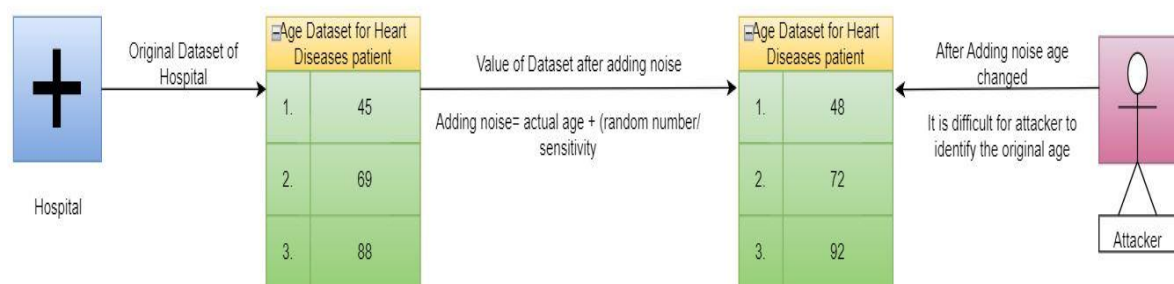 Original Dataset of
Hospital
Hospital
Age Dataset for Heart
Diseases patient
1. 45
2. 69
3. 88
Value of Dataset after adding noise
Adding noise= actual age + (random number/
sensitivity
Age Dataset for Heart
Diseases patient
1. 48
2. 72
3. 92
After Adding noise age
changed
It is difficult for attacker to
identify the original age
Attacker